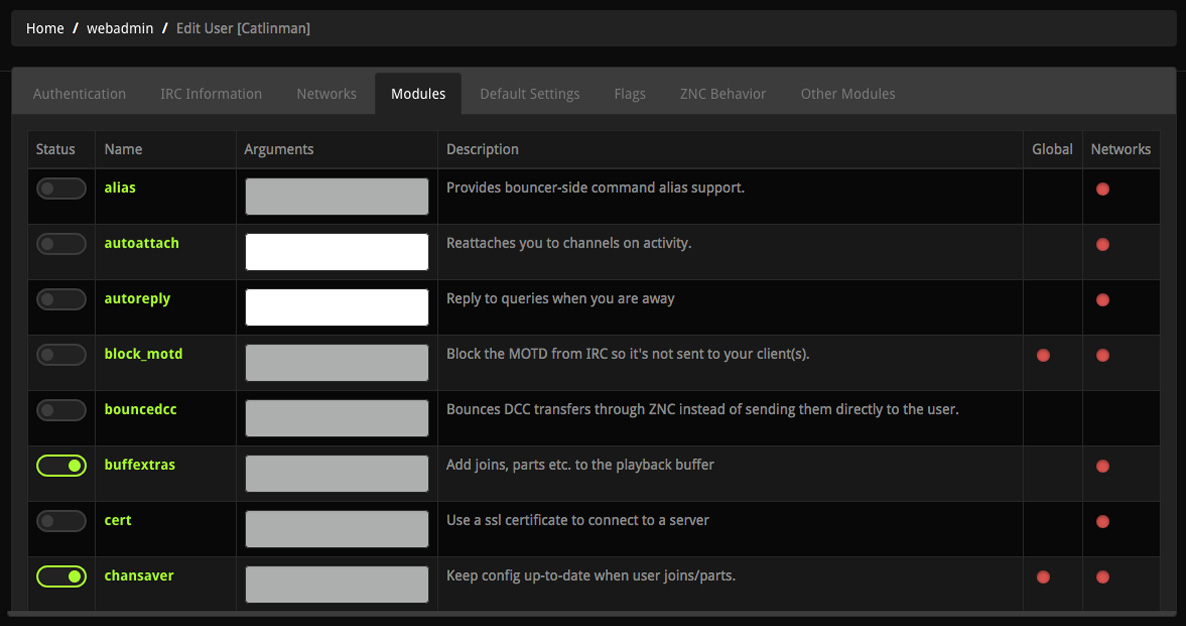 Home / webadmin / Edit User [Catlinman]
Authentication IRC Information Networks Modules Default Settings Flags ZNC Behavior Other Modules
Status Name Arguments Description Global Networks
alias Provides bouncer-side command alias support.
autoattach Reattaches you to channels on activity.
autoreply Reply to queries when you are away
block_motd Block the MOTD from IRC so it's not sent to your client(s).
bouncedcc Bounces DCC transfers through ZNC instead of sending them directly to the user.
buffextras Add joins, parts etc. to the playback buffer
cert Use a ssl certificate to connect to a server
chansaver Keep config up-to-date when user joins/parts.